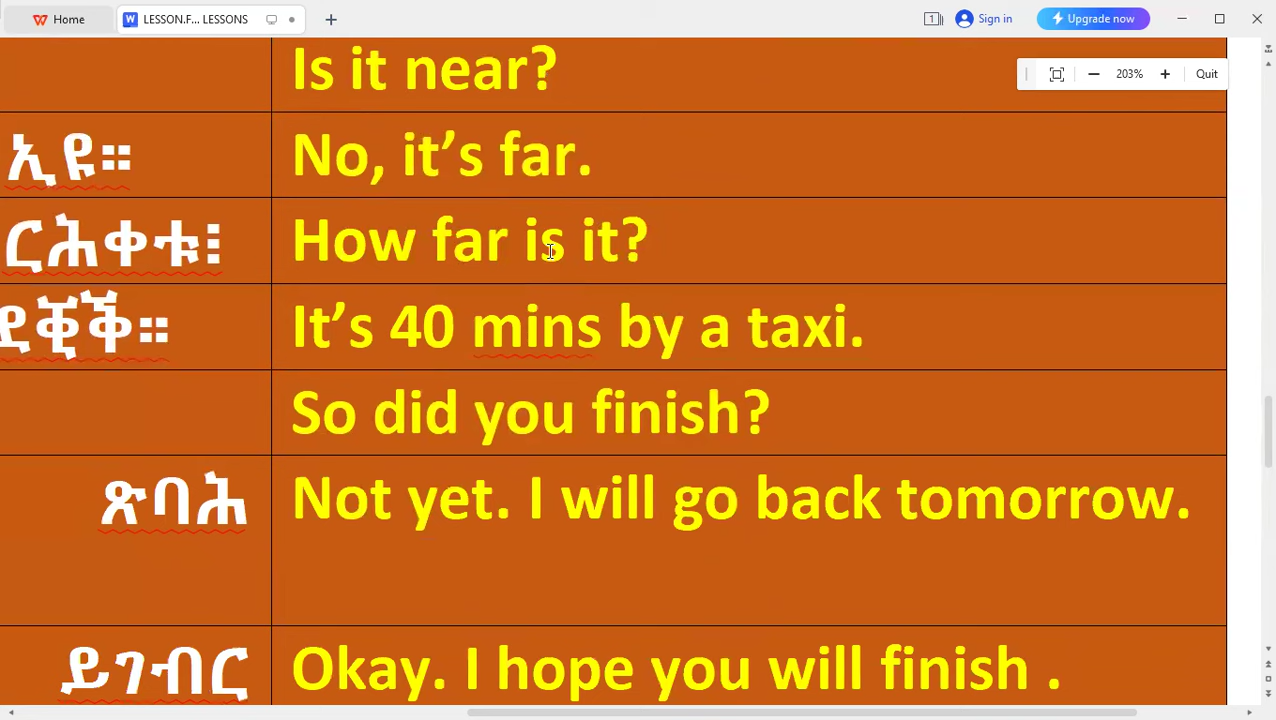 Home
LESSON.F... LESSONS
1
Sign in
Upgrade now
203%
Quit
Is it near?
ኢዩ።
No, it’s far.
ርሕቀቱ፧
How far is it?
ደቒቕ።
It’s 40 mins by a taxi.
So did you finish?
ጽባሕ
Not yet. I will go back tomorrow.
ይገብር
Okay. I hope you will finish .